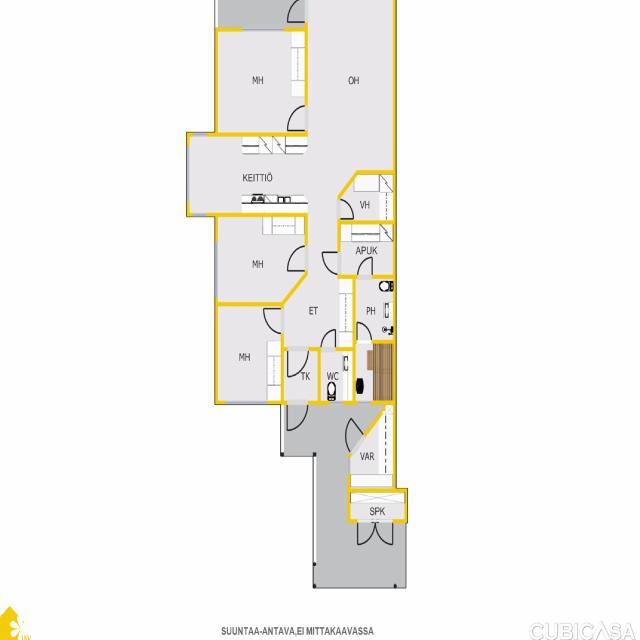 MH
OH
KEITTIÖ
VH
APUK
MH
ET
PH
MH
TK
WC
VAR
SPK
SUUNTAA-ANTAVA,EI MITTAKAAVASSA
CUBICASA